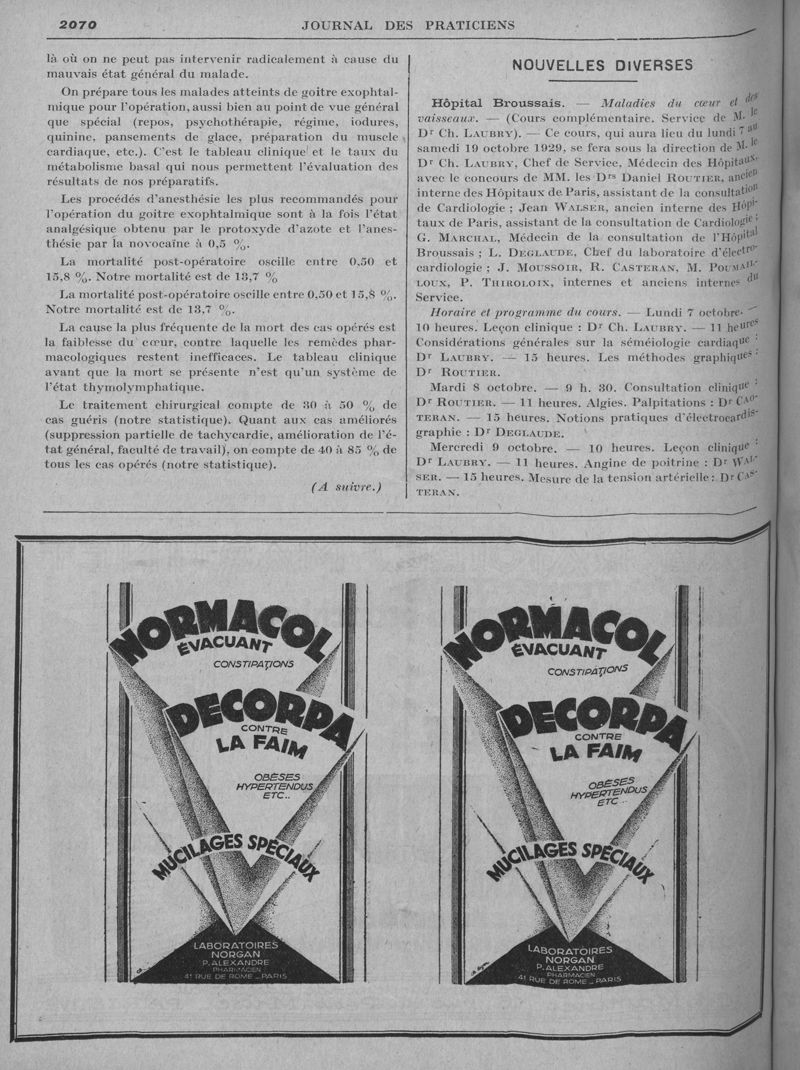 2070
JOURNAL DES PRATICIENS
là où on ne peut pas intervenir radicalement à cause du
mauvais état général du malade.
On prépare tous les malades atteints de goitre exophtal-
mique pour l'opération, aussi bien au point de vue général
que spécial (repos, psychothérapie, régime, iodures,
quinine, pansements de glace, préparation du muscle
cardiaque, etc.). C'est le tableau clinique et le taux du
métabolisme basal qui nous permettent l'évaluation des
résultats de nos préparatifs.
Les procédés d'anesthésie les plus recommandés pour
l'opération du goitre exophtalmique sont à la fois l'état
analgésique obtenu par le protoxyde d'azote et l'anes-
thésie par la novocaïne à 0,5 %.
La mortalité post-opératoire oscille entre 0,50 et
15,8 %. Notre mortalité est de 13,7 %
La mortalité post-opératoire oscille entre 0,50 et 15,8 %.
Notre mortalité est de 13,7 %.
La cause la plus fréquente de la mort des cas opérés est
la faiblesse du cœur, contre laquelle les remèdes phar-
macologiques restent inefficaces. Le tableau clinique
avant que la mort se présente n'est qu'un système de
l'état thymolymphatique.
Le traitement chirurgical compte de 30 à 50 % de
cas guéris (notre statistique). Quant aux cas améliorés
(suppression partielle de tachycardie, amélioration de l'é-
tat général, faculté de travail), on compte de 40 à 85 % de
tous les cas opérés (notre statistique).
(A suivre.)
NOUVELLES DIVERSES
Hôpital Broussais. — Maladies du cœur et des
vaisseaux. — (Cours complémentaire. Service de M. le
Dr Ch. LAUBRY). — Ce cours, qui aura lieu du lundi 7 au
samedi 19 octobre 1929, se fera sous la direction de M. le
Dr Ch. LAUBRY, Chef de Service, Médecin des Hôpitaux,
avec le concours de MM. les Drs Daniel ROUTIER, ancien
interne des Hôpitaux de Paris, assistant de la consultation
de Cardiologie ; Jean WALSER, ancien interne des Hôpi-
taux de Paris, assistant de la consultation de Cardiologie ;
G. MARCHAL, Médecin de la consultation de l'Hôpital
Broussais ; L. DEGLAUDE, Chef du laboratoire d'électro-
cardiologie ; J. MOUSSOIR, R. CASTERAN, M. POUMAIL-
LOUX, P. THIROLOIX, internes et anciens internes du
Service.
Horaire et programme du cours. — Lundi 7 octobre. —
10 heures. Leçon clinique : Dr Ch. LAUBRY. — 11 heures
Considérations générales sur la séméiologie cardiaque :
Dr LAUBRY. — 15 heures. Les méthodes graphiques :
Dr ROUTIER.
Mardi 8 octobre. — 9 h. 30. Consultation clinique :
Dr ROUTIER. — 11 heures. Algies. Palpitations : Dr CAO-
TERAN. — 15 heures. Notions pratiques d'électrocardis-
graphie : Dr DEGLAUDE.
Mercredi 9 octobre. — 10 heures. Leçon clinique :
Dr LAUBRY. — 11 heures. Angine de poitrine : Dr WAL-
SER. — 15 heures. Mesure de la tension artérielle : Dr CAS-
TERAN.
NORMACOL
ÉVACUANT
CONSTIPATIONS
DECORPA
CONTRE
LA FAIM
OBÈSES
HYPERTENDUS
ETC..
MUCILAGES SPÉCIAUX
LABORATOIRES
NORGAN
P. ALEXANDRE
PHARMACIEN
41 RUE DE ROME _ PARIS
NORMACOL
ÉVACUANT
CONSTIPATIONS
DECORPA
CONTRE
LA FAIM
OBÈSES
HYPERTENDUS
ETC..
MUCILAGES SPÉCIAUX
LABORATOIRES
NORGAN
P. ALEXANDRE
PHARMACIEN
41 RUE DE ROME _ PARIS